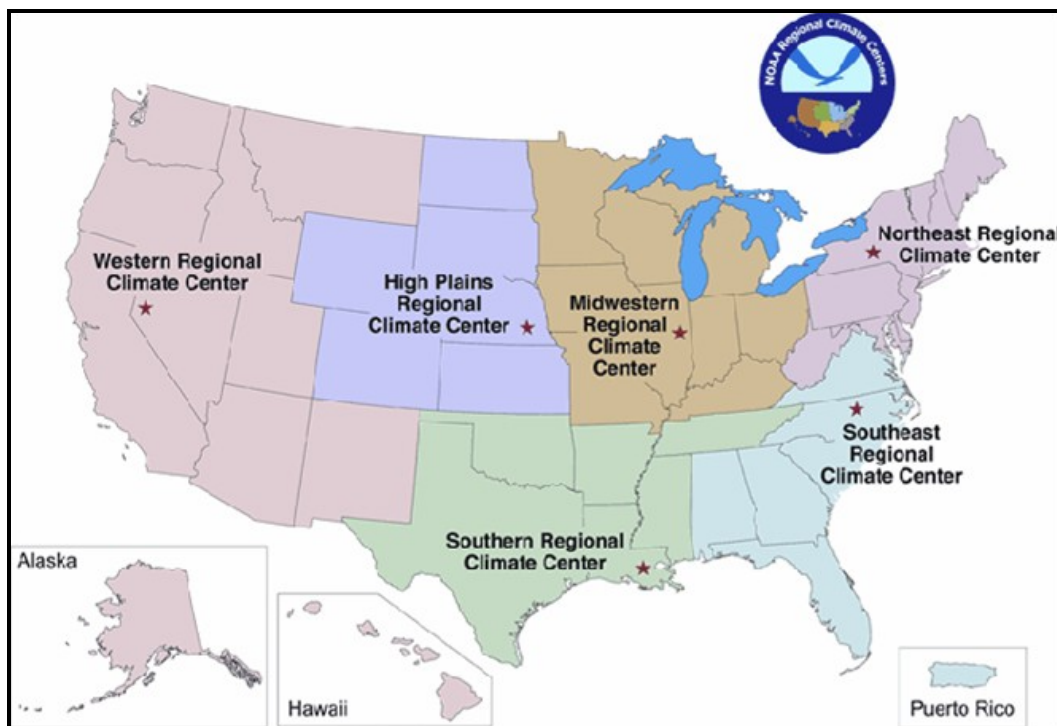 NOAA Regional Climate Centers
Western Regional
Climate Center
High Plains
Regional
Climate Center
Midwestern
Regional
Climate
Center
Northeast Regional
Climate Center
Southeast
Regional
Climate Center
Southern Regional
Climate Center
Alaska
Hawaii
Puerto Rico